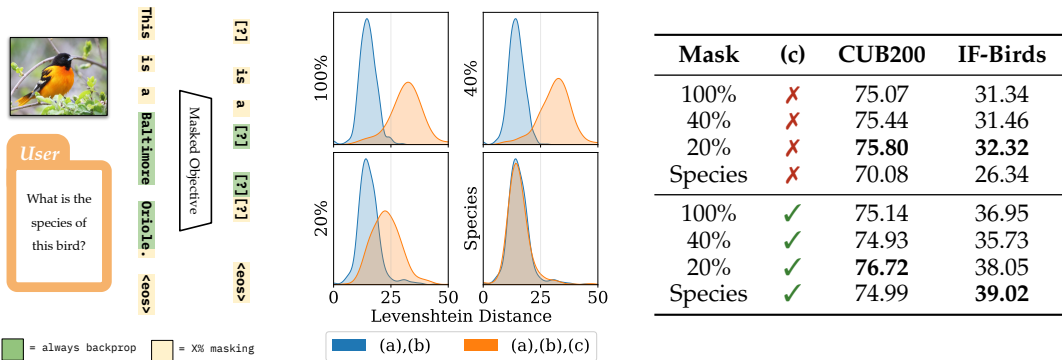 This is a Baltimore Oriole. <eos>
[?] is a [?] [?][?] <eos>
Masked Objective
User
What is the
species of
this bird?
= always backprop
= X% masking
100%
40%
20%
Species
0 25 50 0 25 50
Levenshtein Distance
(a),(b)
(a),(b),(c)
Mask (c) CUB200 IF-Birds
100% ✗ 75.07 31.34
40% ✗ 75.44 31.46
20% ✗ 75.80 32.32
Species ✗ 70.08 26.34
100% ✓ 75.14 36.95
40% ✓ 74.93 35.73
20% ✓ 76.72 38.05
Species ✓ 74.99 39.02